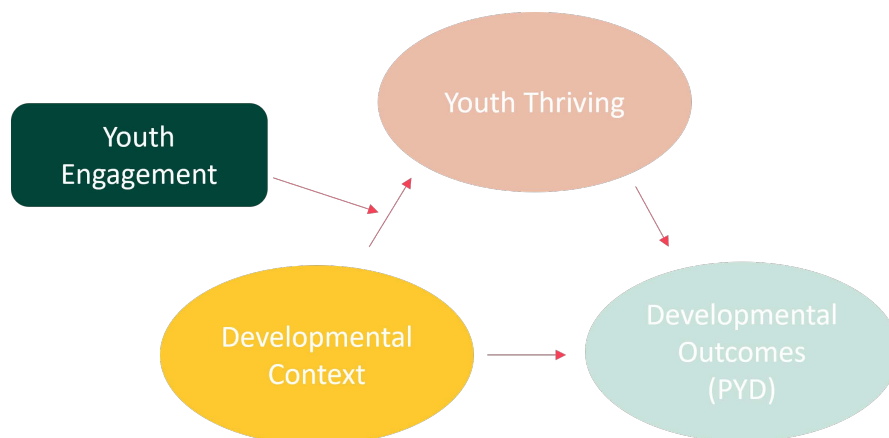 Youth Thriving
Youth
Engagement
Developmental
Context
Developmental
Outcomes
(PYD)